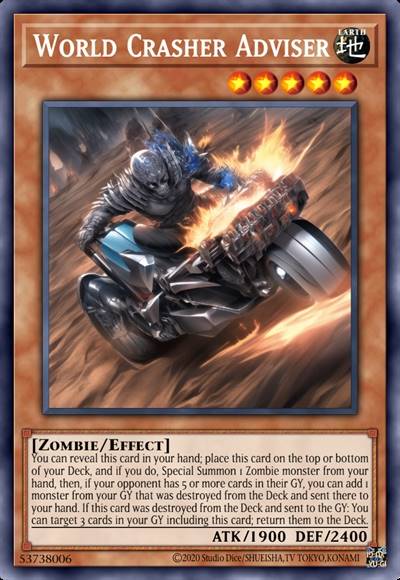 WORLD CRASHER ADVISER
EARTH
地
[ZOMBIE/EFFECT]
You can reveal this card in your hand; place this card on the top or bottom
of your Deck, and if you do, Special Summon 1 Zombie monster from your
hand, then, if your opponent has 5 or more cards in their GY, you can add 1
monster from your GY that was destroyed from the Deck and sent there to
your hand. If this card was destroyed from the Deck and sent to the GY: You
can target 3 cards in your GY including this card; return them to the Deck.
ATK/1900 DEF/2400
53738006
©2020 Studio Dice/SHUEISHA,TV TOKYO,KONAMI